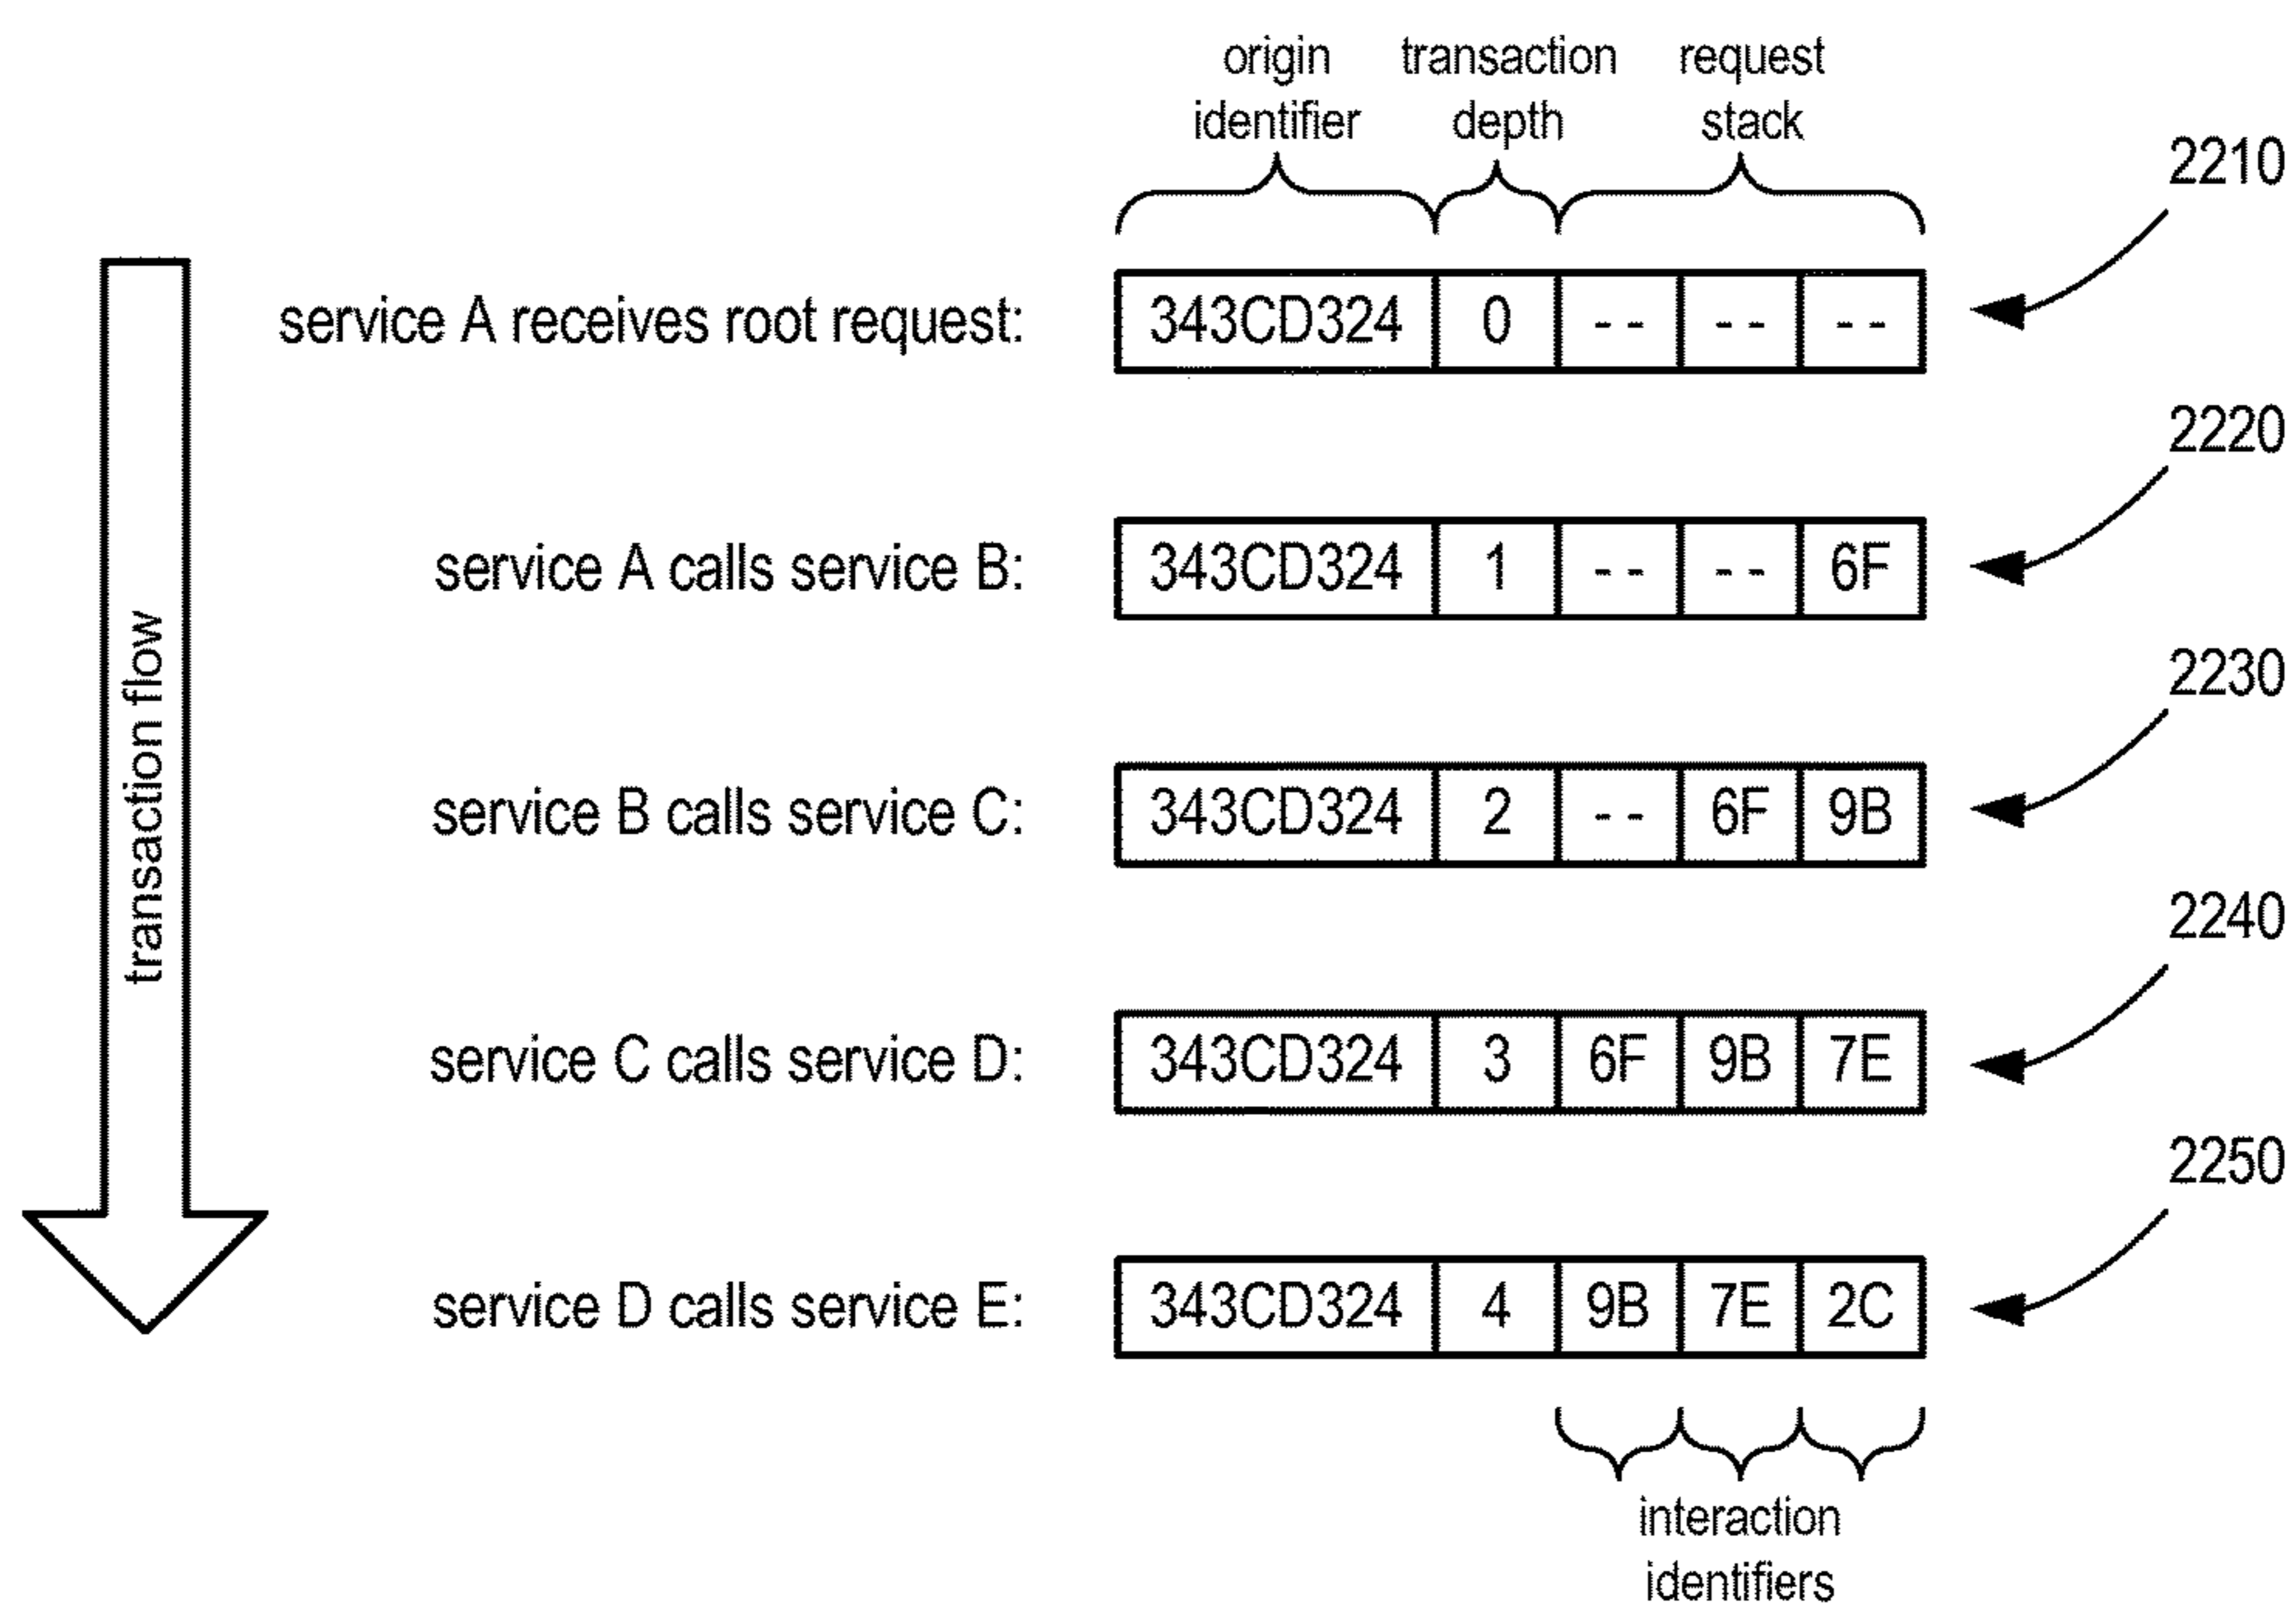 origin transaction request
identifier depth stack
2210
service A receives root request: 343CD324 0 -- -- --
2220
service A calls service B: 343CD324 1 -- -- 6F
2230
service B calls service C: 343CD324 2 -- 6F 9B
2240
service C calls service D: 343CD324 3 6F 9B 7E
2250
service D calls service E: 343CD324 4 9B 7E 2C
transaction flow
interaction
identifiers